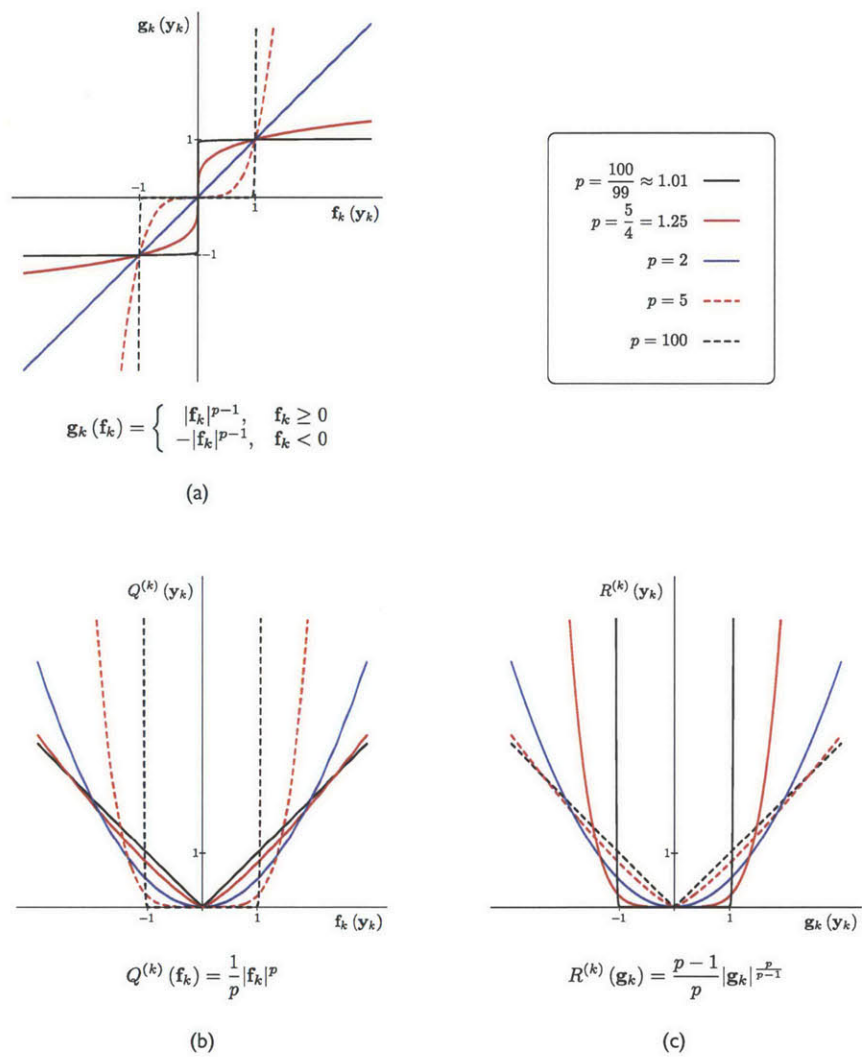 g_k (y_k)
1
-1
1
f_k (y_k)
-1
p = 100/99 ≈ 1.01
p = 5/4 = 1.25
p = 2
p = 5
p = 100
g_k (f_k) = { |f_k|^{p-1}, f_k ≥ 0
-|f_k|^{p-1}, f_k < 0
(a)
Q^{(k)} (y_k)
1
-1
1
f_k (y_k)
Q^{(k)} (f_k) = 1/p |f_k|^p
(b)
R^{(k)} (y_k)
1
-1
1
g_k (y_k)
R^{(k)} (g_k) = p-1/p |g_k|^{p/p-1}
(c)